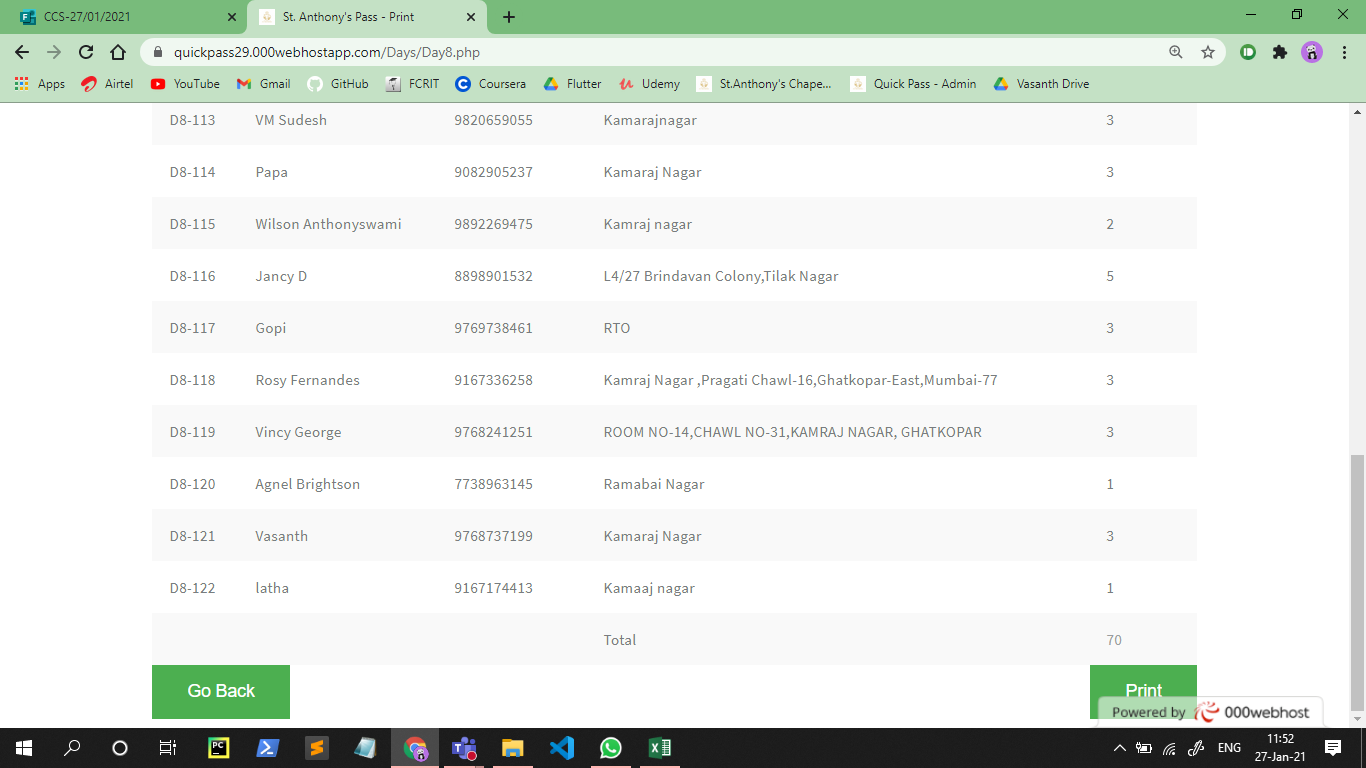 CCS-27/01/2021
St. Anthony's Pass - Print
quickpass29.000webhostapp.com/Days/Day8.php
Apps Airtel YouTube Gmail GitHub FCRIT Coursera Flutter Udemy St.Anthony's Chape... Quick Pass - Admin Vasanth Drive
D8-113 VM Sudesh 9820659055 Kamarajnagar 3
D8-114 Papa 9082905237 Kamaraj Nagar 3
D8-115 Wilson Anthonyswami 9892269475 Kamraj nagar 2
D8-116 Jancy D 8898901532 L4/27 Brindavan Colony,Tilak Nagar 5
D8-117 Gopi 9769738461 RTO 3
D8-118 Rosy Fernandes 9167336258 Kamraj Nagar ,Pragati Chawl-16,Ghatkopar-East,Mumbai-77 3
D8-119 Vincy George 9768241251 ROOM NO-14,CHAWL NO-31,KAMRAJ NAGAR, GHATKOPAR 3
D8-120 Agnel Brightson 7738963145 Ramabai Nagar 1
D8-121 Vasanth 9768737199 Kamaraj Nagar 3
D8-122 latha 9167174413 Kamaaj nagar 1
Total 70
Go Back Print
Powered by 000webhost
PC
ENG
11:52
27-Jan-21